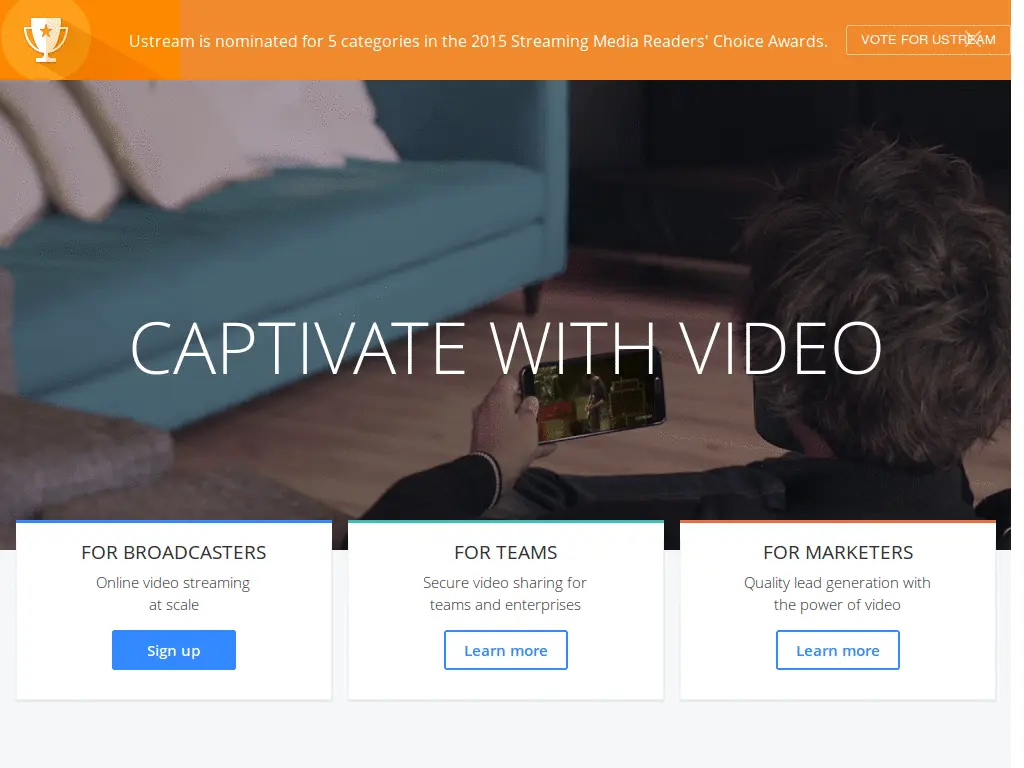 Ustream is nominated for 5 categories in the 2015 Streaming Media Readers' Choice Awards.
VOTE FOR USTREAM
CAPTIVATE WITH VIDEO
FOR BROADCASTERS
Online video streaming
at scale
Sign up
FOR TEAMS
Secure video sharing for
teams and enterprises
Learn more
FOR MARKETERS
Quality lead generation with
the power of video
Learn more